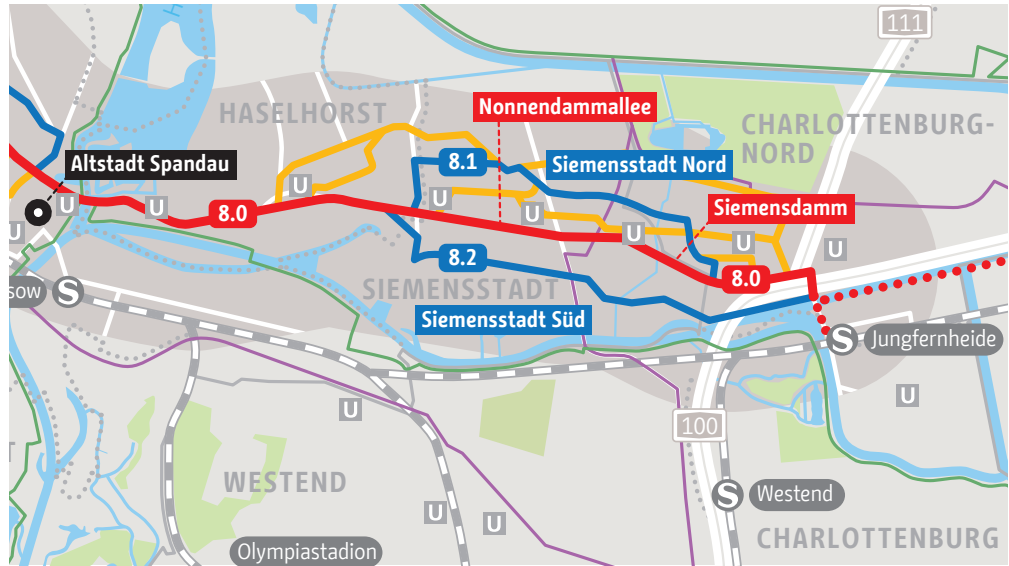 111
HASELHORST
Nonnendammallee
CHARLOTTENBURG-
NORD
Altstadt Spandau
8.1
Siemensstadt Nord
U
U
U
U
U
U
U
U
U
8.0
Siemensdamm
8.2
8.0
sow
S
SIEMENSSTADT
Siemensstadt Süd
S
Jungfernheide
U
U
100
WESTEND
S
Westend
U
U
Olympiastadion
CHARLOTTENBURG